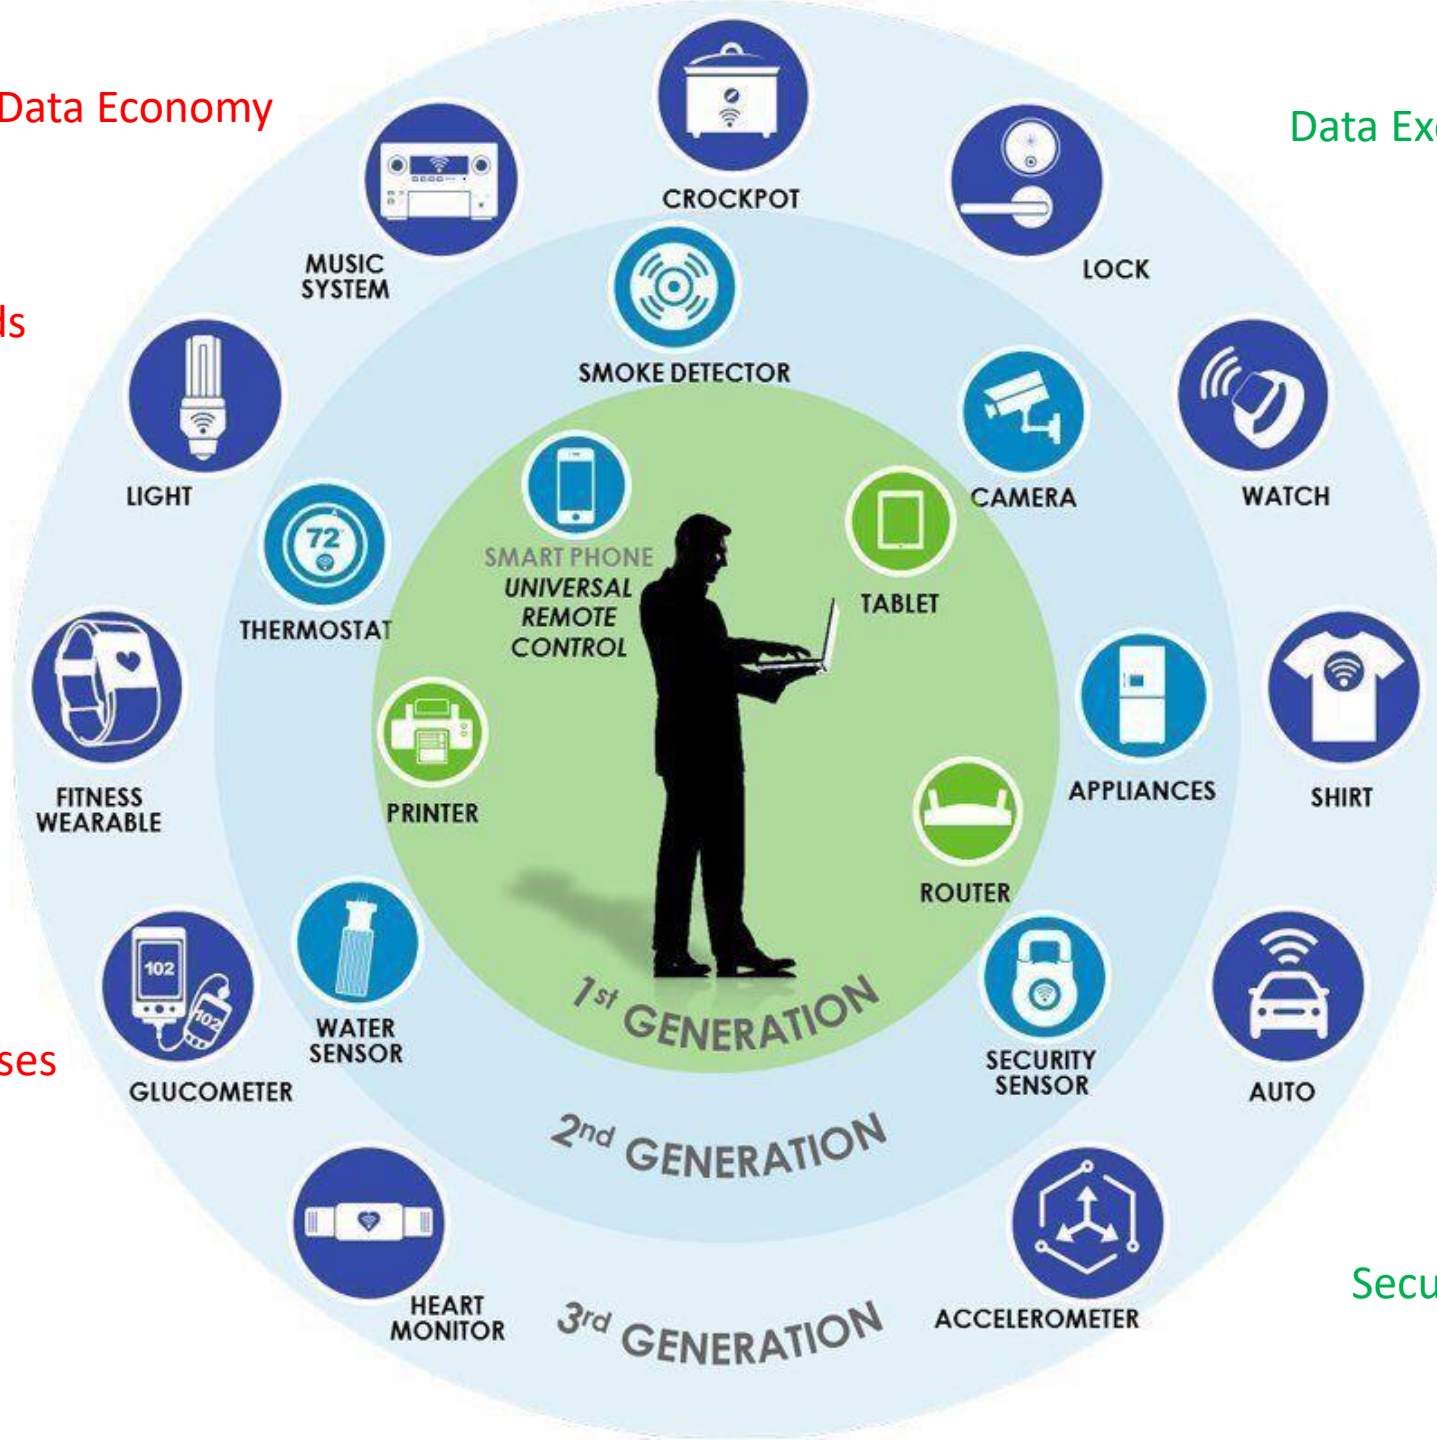 Data Economy
Data Ex
CROCKPOT
MUSIC
SYSTEM
LOCK
ds
SMOKE DETECTOR
LIGHT
CAMERA
WATCH
72
THERMOSTAT
SMART PHONE
UNIVERSAL
REMOTE
CONTROL
TABLET
FITNESS
WEARABLE
PRINTER
APPLIANCES
SHIRT
ROUTER
102
102
GLUCOMETER
WATER
SENSOR
SECURITY
SENSOR
AUTO
ses
1st GENERATION
2nd GENERATION
HEART
MONITOR
3rd GENERATION
ACCELEROMETER
Secu